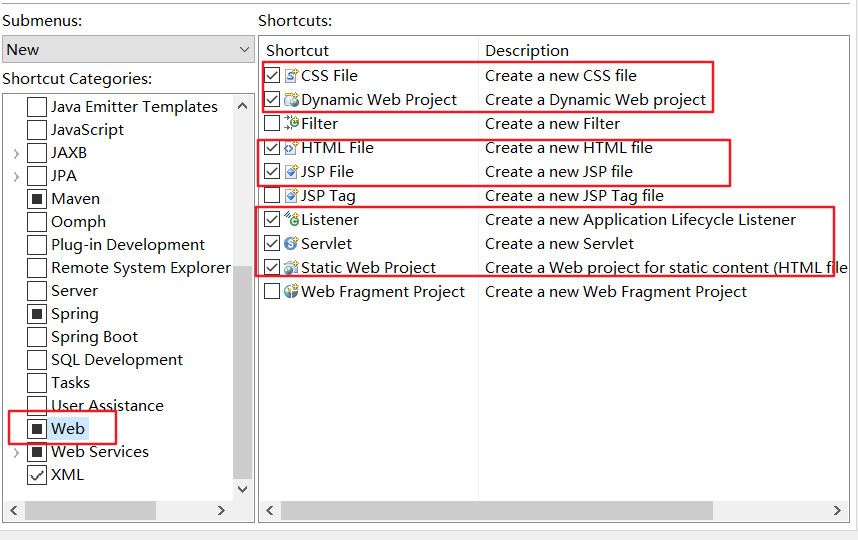 Submenus:
New
Shortcut Categories:
Java Emitter Templates
JavaScript
JAXB
JPA
Maven
Oomph
Plug-in Development
Remote System Explorer
Server
Spring
Spring Boot
SQL Development
Tasks
User Assistance
Web
Web Services
XML
Shortcuts:
Shortcut Description
CSS File Create a new CSS file
Dynamic Web Project Create a Dynamic Web project
Filter Create a new Filter
HTML File Create a new HTML file
JSP File Create a new JSP file
JSP Tag Create a new JSP Tag file
Listener Create a new Application Lifecycle Listener
Servlet Create a new Servlet
Static Web Project Create a Web project for static content (HTML file
Web Fragment Project Create a new Web Fragment Project